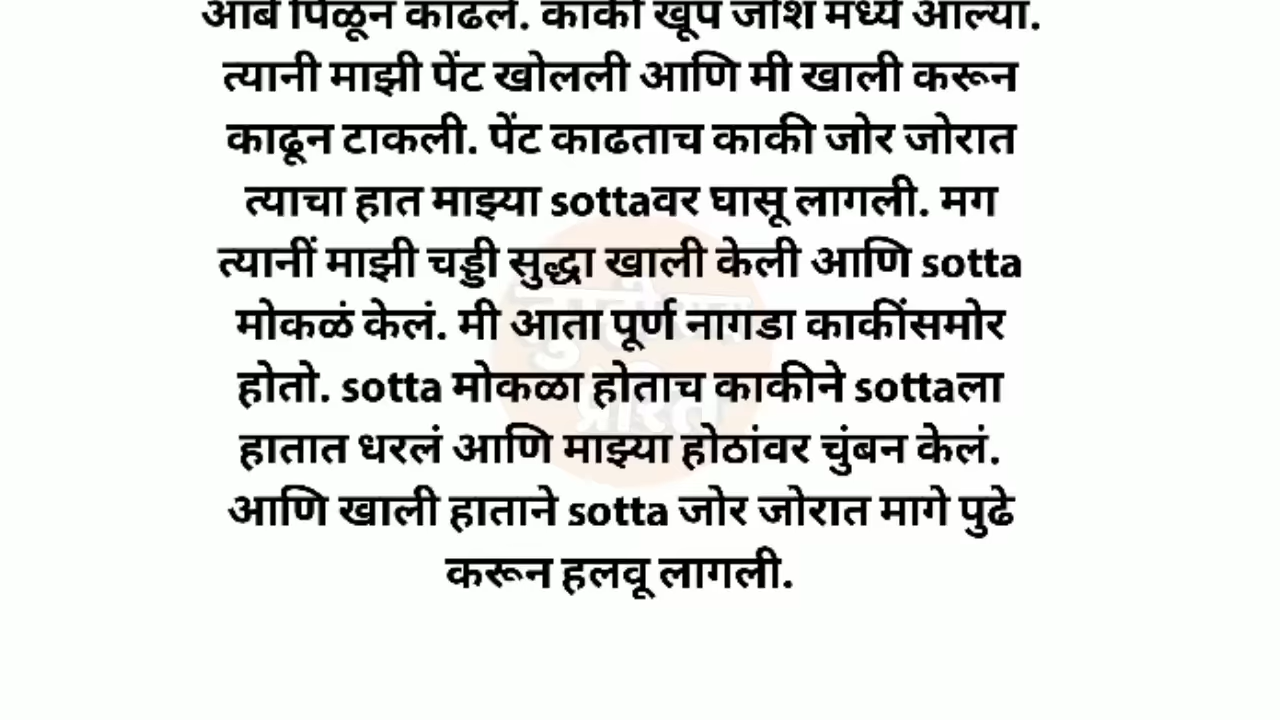 आंबे पिळून काढले. काकी खूप जोश मध्ये आल्या.
त्यानी माझी पेंट खोलली आणि मी खाली करून
काढून टाकली. पेंट काढताच काकी जोर जोरात
त्याचा हात माझ्या sottaवर घासू लागली. मग
त्यानीं माझी चड्डी सुद्धा खाली केली आणि sotta
मोकळं केलं. मी आता पूर्ण नागडा काकींसमोर
होतो. sotta मोकळा होताच काकीने sottaला
हातात धरलं आणि माझ्या होठांवर चुंबन केलं.
आणि खाली हाताने sotta जोर जोरात मागे पुढे
करून हलवू लागली.